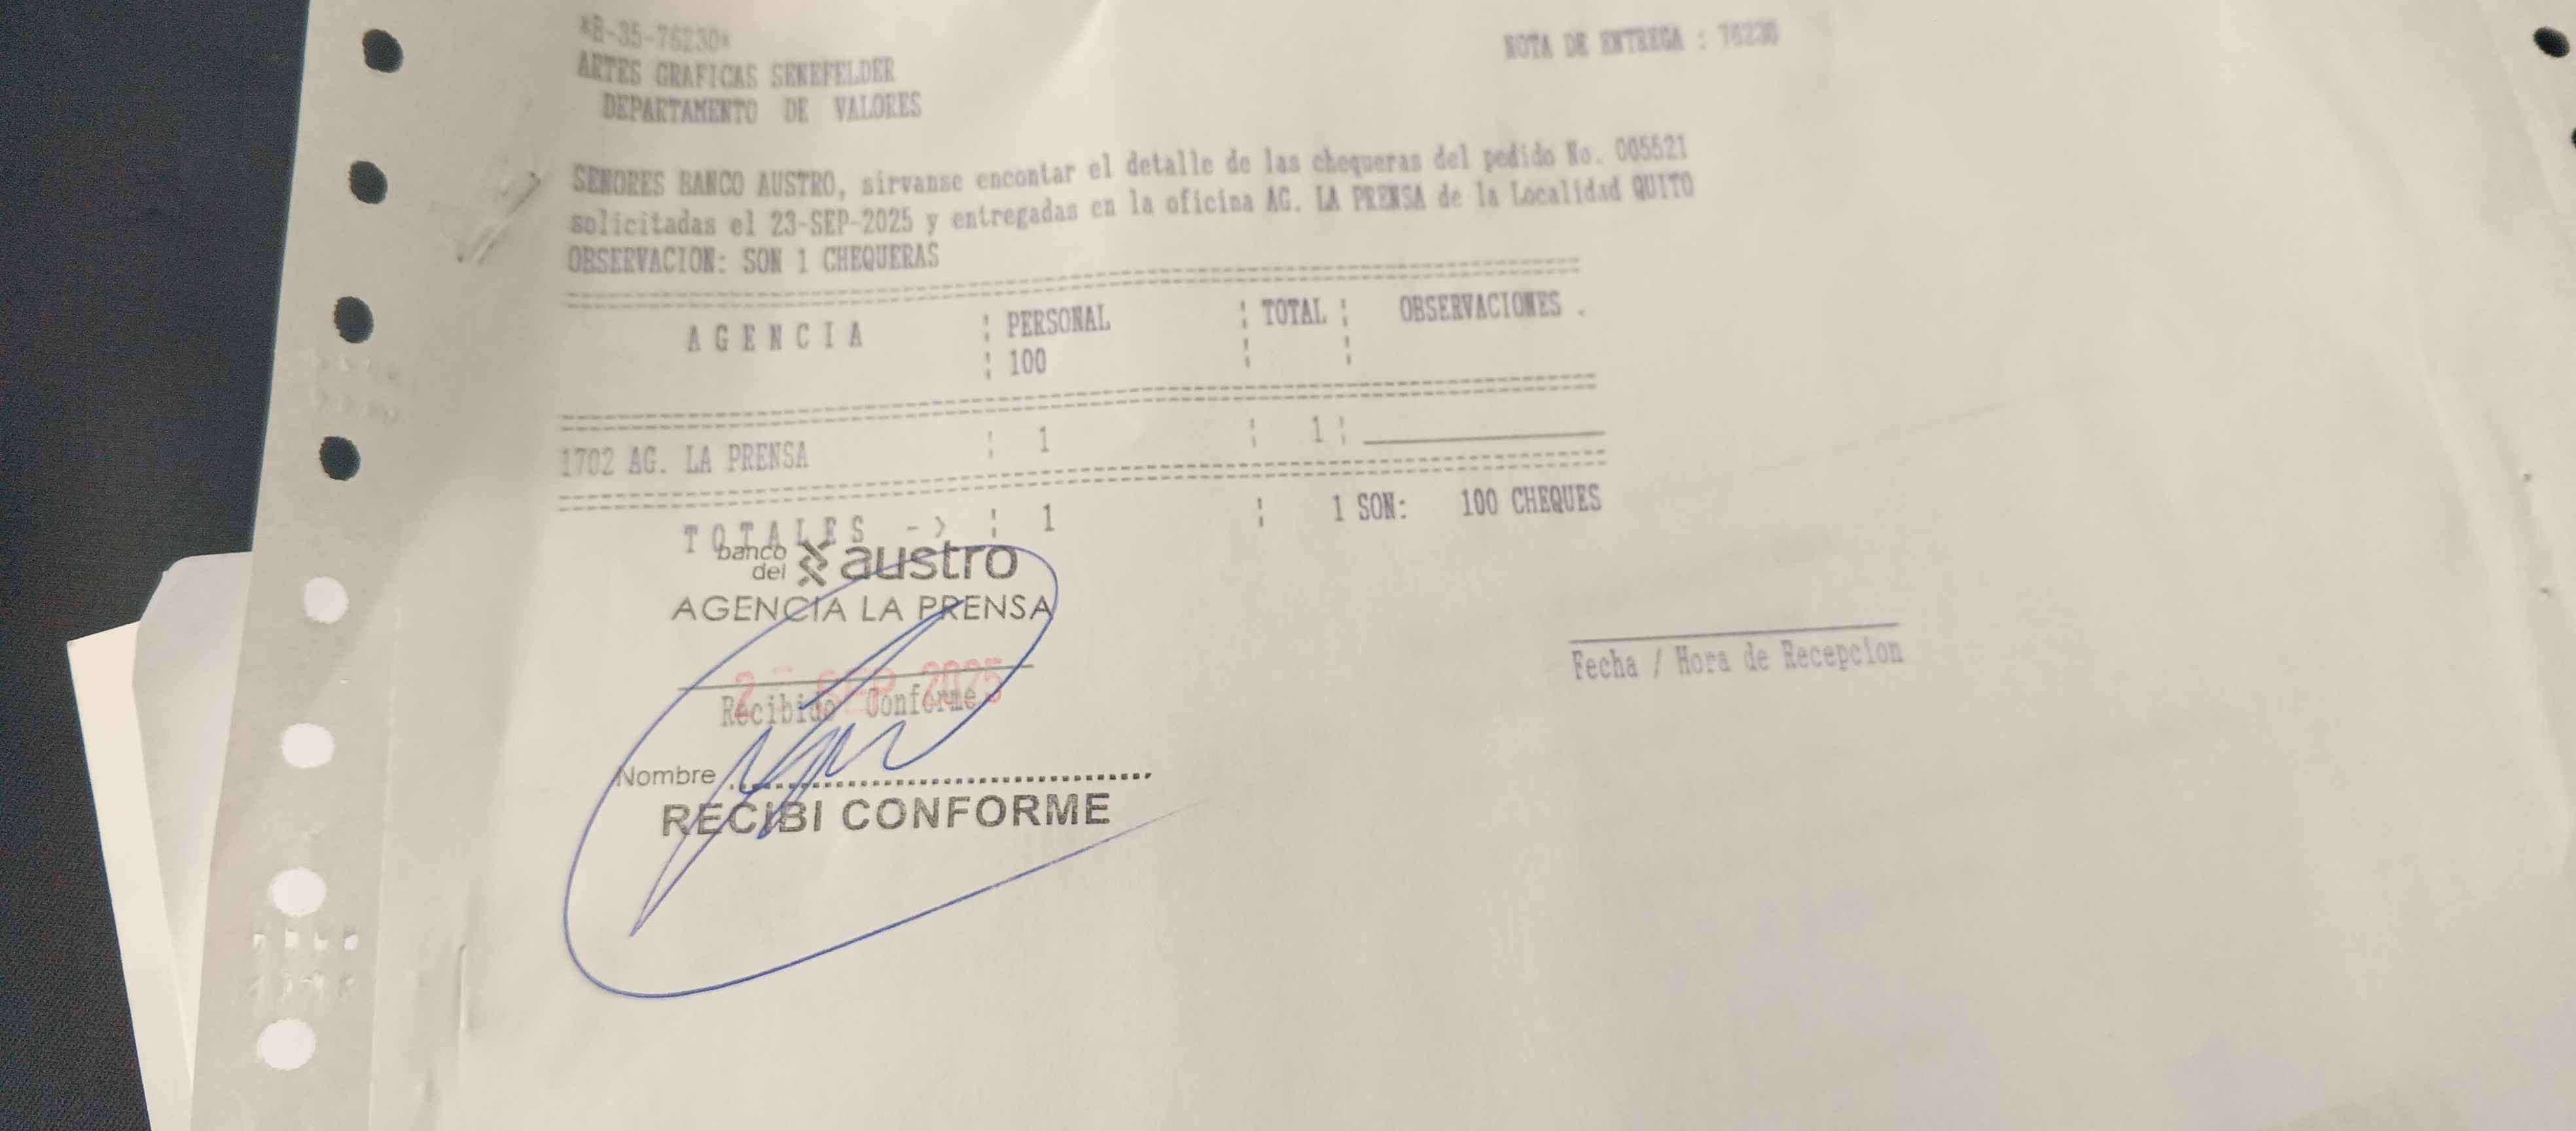 *B-35-76230*
NOTA DE ENTREGA : 76230
ARTES GRAFICAS SENEFELDER
DEPARTAMENTO DE VALORES
SENORES BANCO AUSTRO, sirvanse encontar el detalle de las chequeras del pedido No. 005521
solicitadas el 23-SEP-2025 y entregadas en la oficina AG. LA PRENSA de la Localidad QUITO
OBSERVACION: SON 1 CHEQUERAS
A G E N C I A ¦ PERSONAL ¦ TOTAL ¦ OBSERVACIONES .
¦ 100 ¦ ¦
1702 AG. LA PRENSA ¦ 1 ¦ 1 ¦
T O T A L E S -> ¦ 1 ¦ 1 SON: 100 CHEQUES
banco del austro
AGENCIA LA PRENSA
SEP 2025
Recibido Conforme
Fecha / Hora de Recepcion
Nombre
RECIBI CONFORME